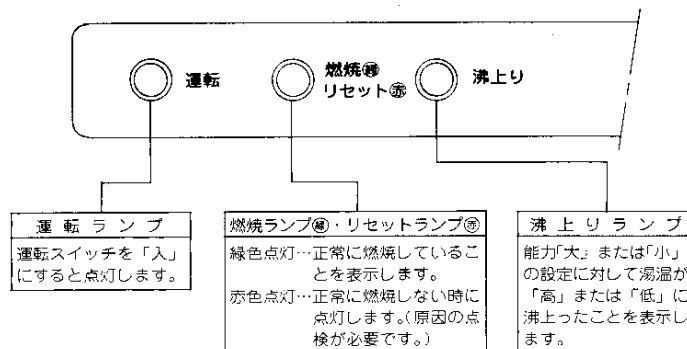 運転
燃焼㊝
リセット㊤
沸上り
運転ランプ
運転スイッチを「入」
にすると点灯します。
燃焼ランプ緑・リセットランプ赤
緑色点灯…正常に燃焼しているこ
とを表示します。
赤色点灯…正常に燃焼しない時に
点灯します。(原因の点
検が必要です。)
沸上りランプ
能力「大」または「小」
の設定に対して湯温が
「高」または「低」に
沸上ったことを表示し
ます。